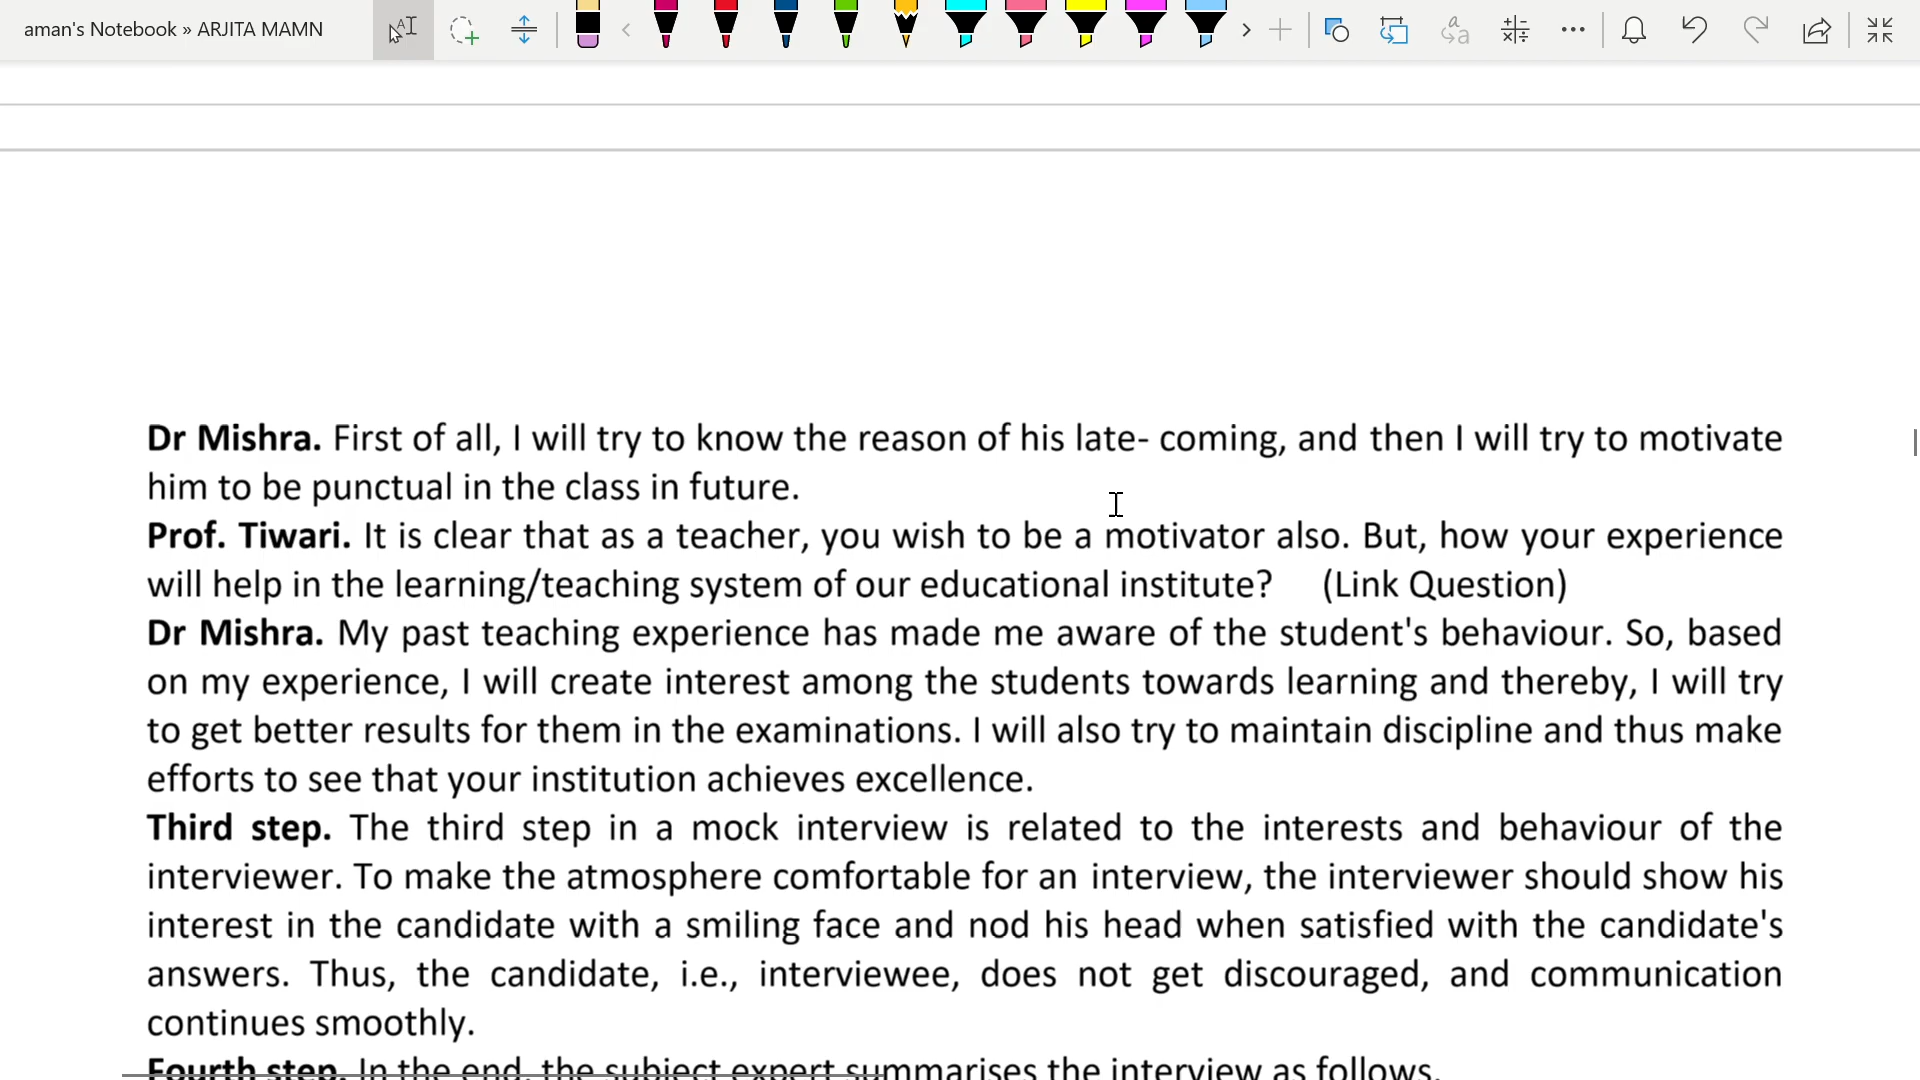 aman's Notebook » ARJITA MAMN
Dr Mishra. First of all, I will try to know the reason of his late- coming, and then I will try to motivate
him to be punctual in the class in future.
Prof. Tiwari. It is clear that as a teacher, you wish to be a motivator also. But, how your experience
will help in the learning/teaching system of our educational institute? (Link Question)
Dr Mishra. My past teaching experience has made me aware of the student's behaviour. So, based
on my experience, I will create interest among the students towards learning and thereby, I will try
to get better results for them in the examinations. I will also try to maintain discipline and thus make
efforts to see that your institution achieves excellence.
Third step. The third step in a mock interview is related to the interests and behaviour of the
interviewer. To make the atmosphere comfortable for an interview, the interviewer should show his
interest in the candidate with a smiling face and nod his head when satisfied with the candidate's
answers. Thus, the candidate, i.e., interviewee, does not get discouraged, and communication
continues smoothly.
Fourth step. In the end, the subject expert summarises the interview as follows.